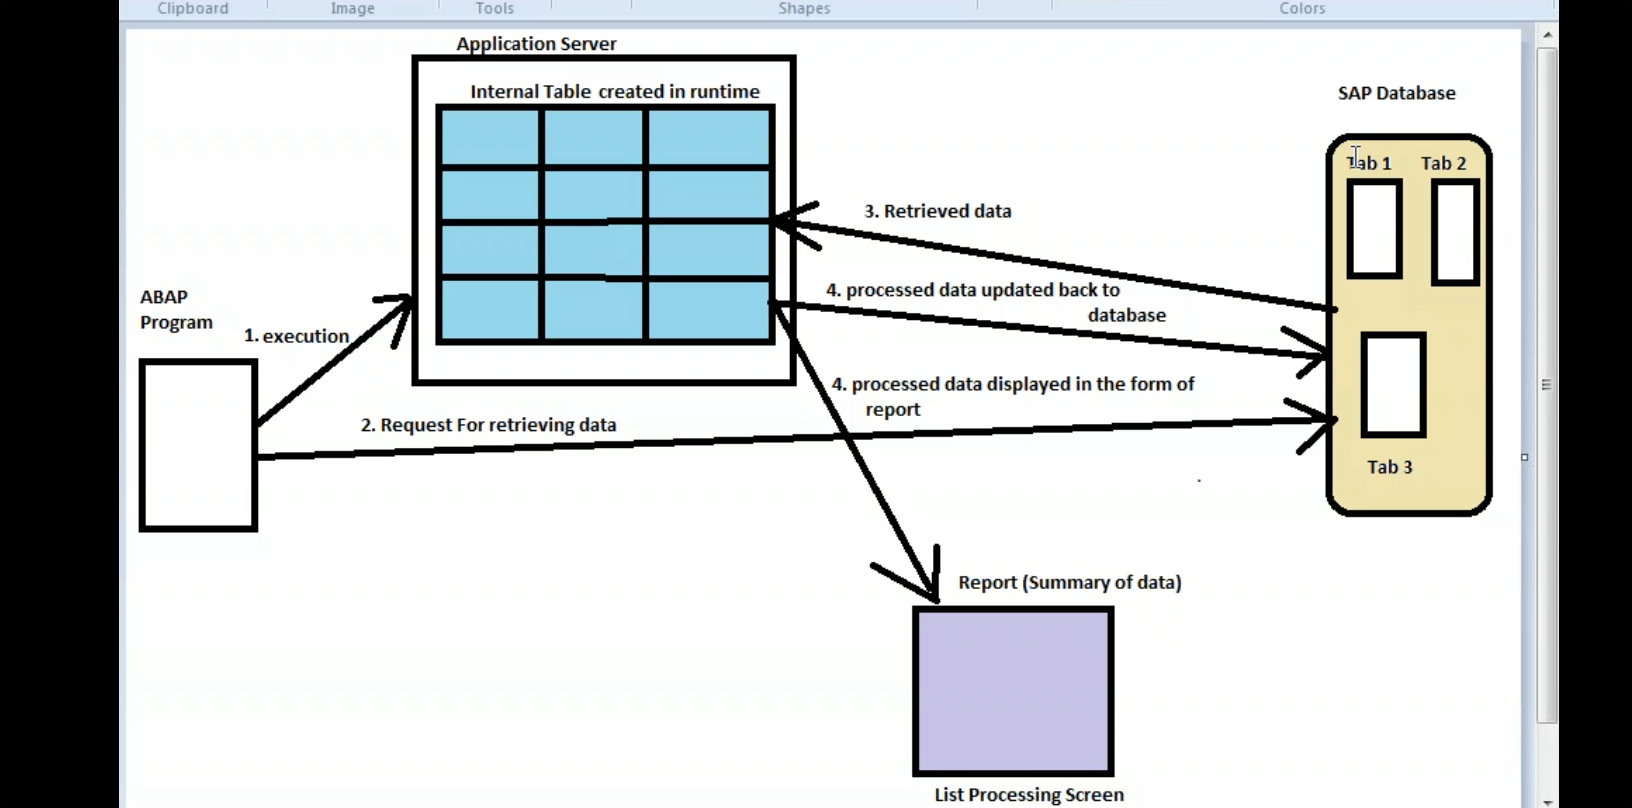 Clipboard
Image
Tools
Shapes
Colors
Application Server
Internal Table created in runtime
SAP Database
Tab 1
Tab 2
3. Retrieved data
4. processed data updated back to
database
ABAP
Program
1. execution
4. processed data displayed in the form of
report
2. Request For retrieving data
Tab 3
Report (Summary of data)
List Processing Screen